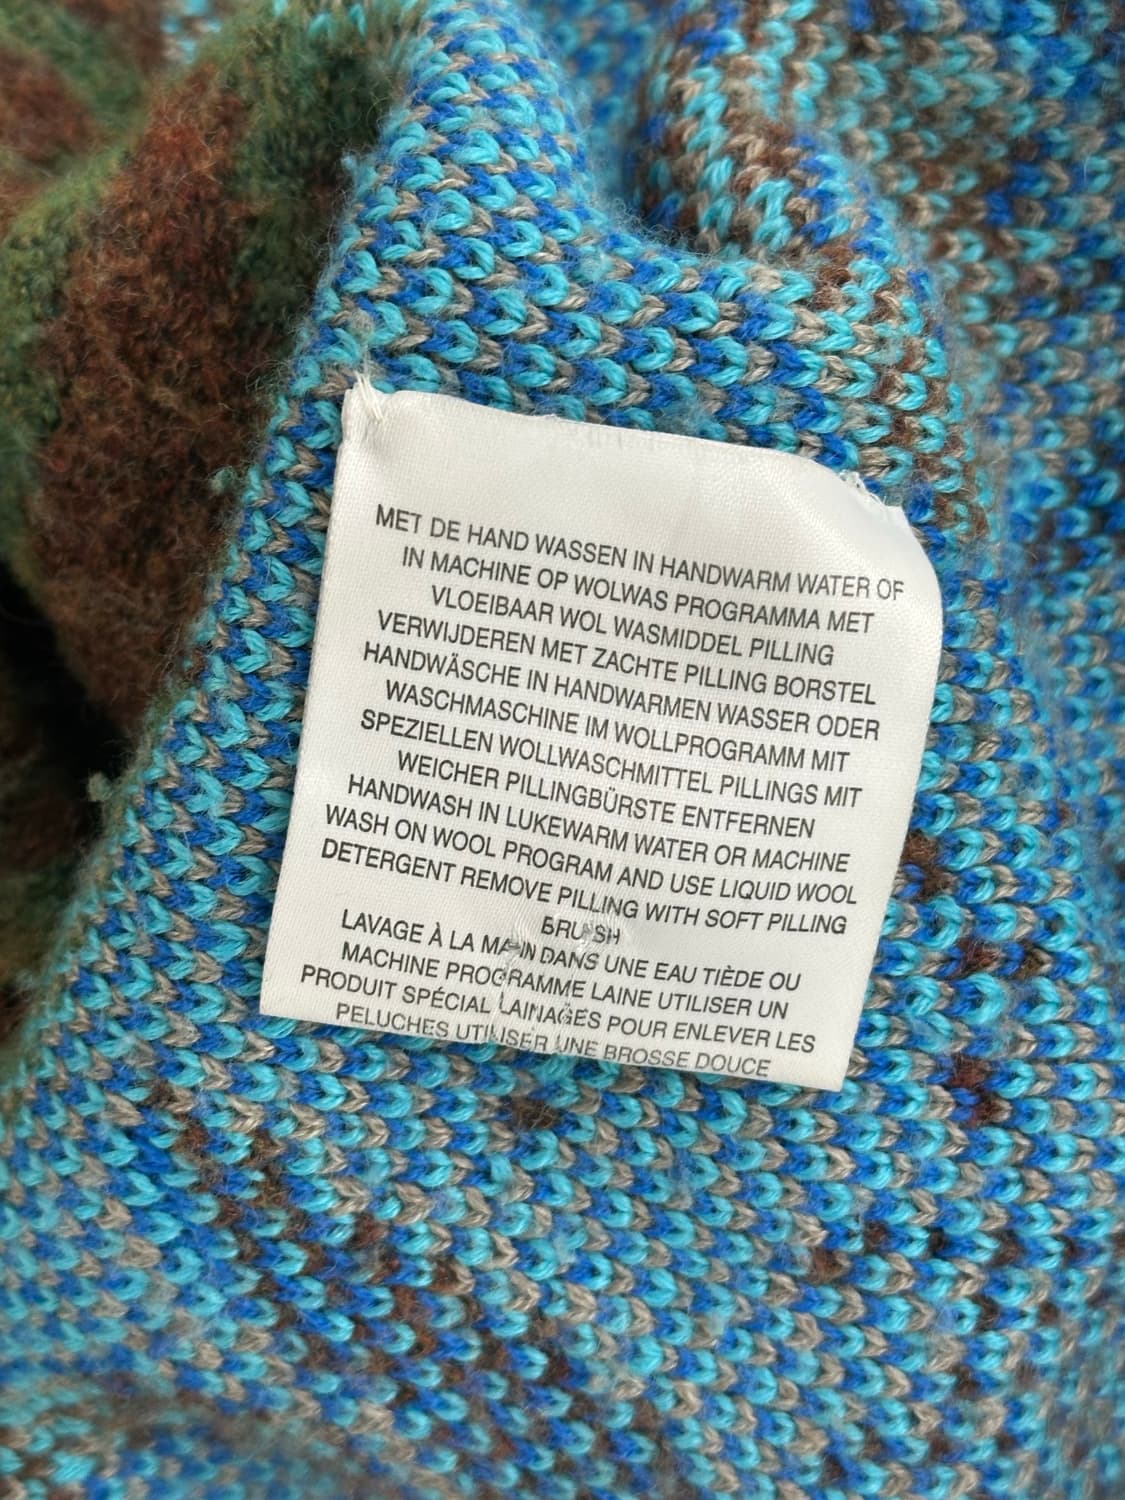 MET DE HAND WASSEN IN HANDWARM WATER OF
IN MACHINE OP WOLWAS PROGRAMMA MET
VLOEIBAAR WOL WASMIDDEL PILLING
VERWIJDEREN MET ZACHTE PILLING BORSTEL
HANDWÄSCHE IN HANDWARMEN WASSER ODER
WASCHMASCHINE IM WOLLPROGRAMM MIT
SPEZIELLEN WOLLWASCHMITTEL PILLINGS MIT
WEICHER PILLINGBÜRSTE ENTFERNEN
HANDWASH IN LUKEWARM WATER OR MACHINE
WASH ON WOOL PROGRAM AND USE LIQUID WOOL
DETERGENT REMOVE PILLING WITH SOFT PILLING
BRUSH
LAVAGE À LA MAIN DANS UNE EAU TIÈDE OU
MACHINE PROGRAMME LAINE UTILISER UN
PRODUIT SPÉCIAL LAINAGES POUR ENLEVER LES
PELUCHES UTILISER UNE BROSSE DOUCE